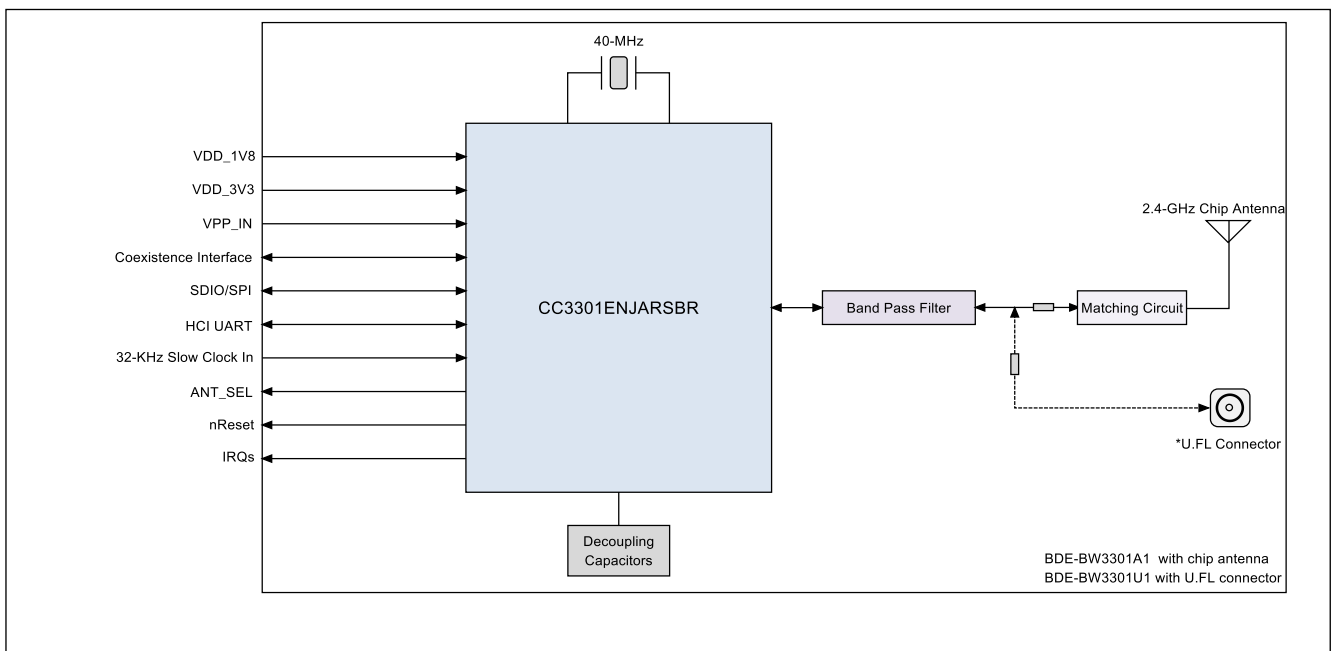 40-MHz
VDD_1V8
VDD_3V3
VPP_IN
Coexistence Interface
SDIO/SPI
HCI UART
32-KHz Slow Clock In
ANT_SEL
nReset
IRQs
CC3301ENJARSBR
Band Pass Filter
Matching Circuit
2.4-GHz Chip Antenna
*U.FL Connector
Decoupling
Capacitors
BDE-BW3301A1 with chip antenna
BDE-BW3301U1 with U.FL connector